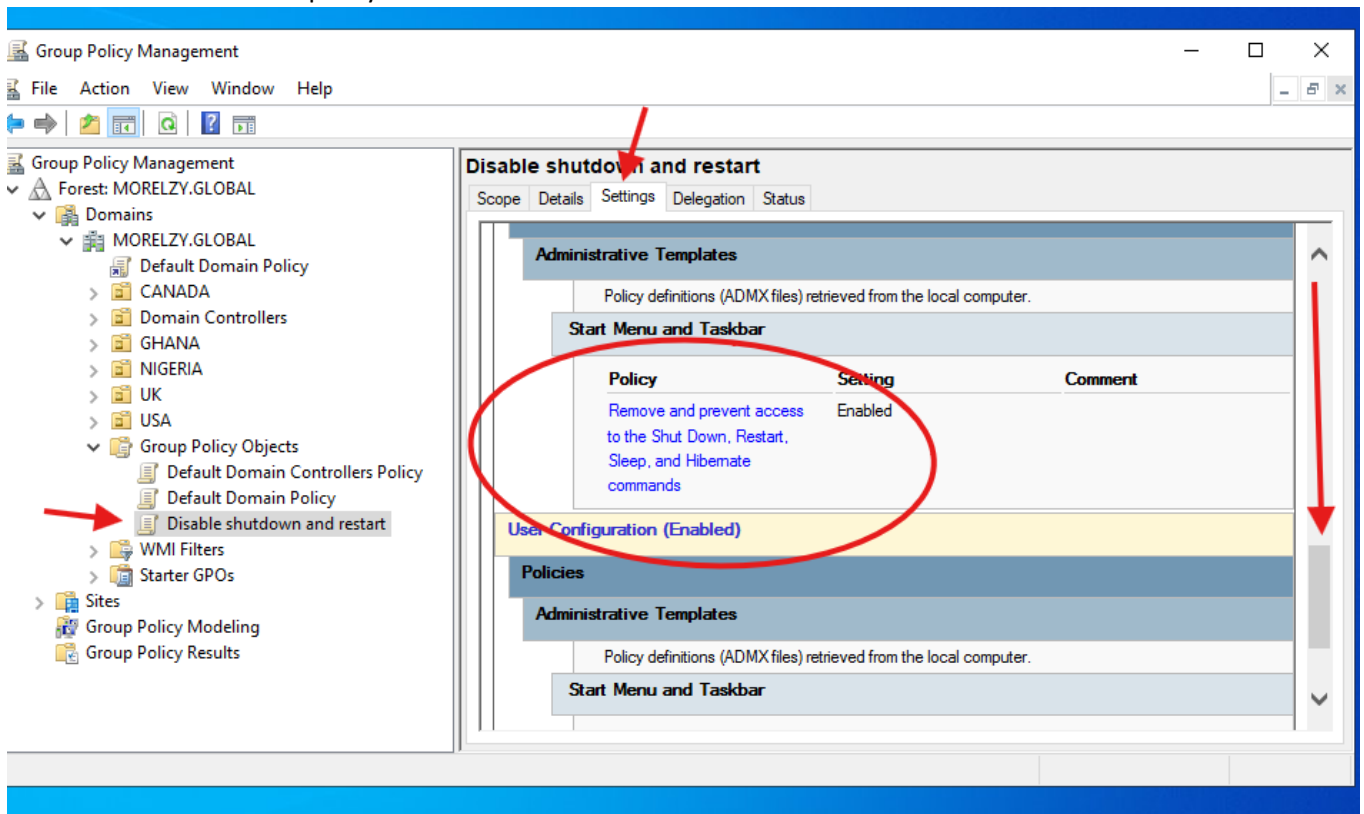 Group Policy Management
File Action View Window Help
Group Policy Management
Forest: MORELZY.GLOBAL
Domains
MORELZY.GLOBAL
Default Domain Policy
CANADA
Domain Controllers
GHANA
NIGERIA
UK
USA
Group Policy Objects
Default Domain Controllers Policy
Default Domain Policy
Disable shutdown and restart
WMI Filters
Starter GPOs
Sites
Group Policy Modeling
Group Policy Results
Disable shutdown and restart
Scope Details Settings Delegation Status
Administrative Templates
Policy definitions (ADMX files) retrieved from the local computer.
Start Menu and Taskbar
Policy Setting Comment
Remove and prevent access Enabled
to the Shut Down, Restart,
Sleep, and Hibernate
commands
User Configuration (Enabled)
Policies
Administrative Templates
Policy definitions (ADMX files) retrieved from the local computer.
Start Menu and Taskbar